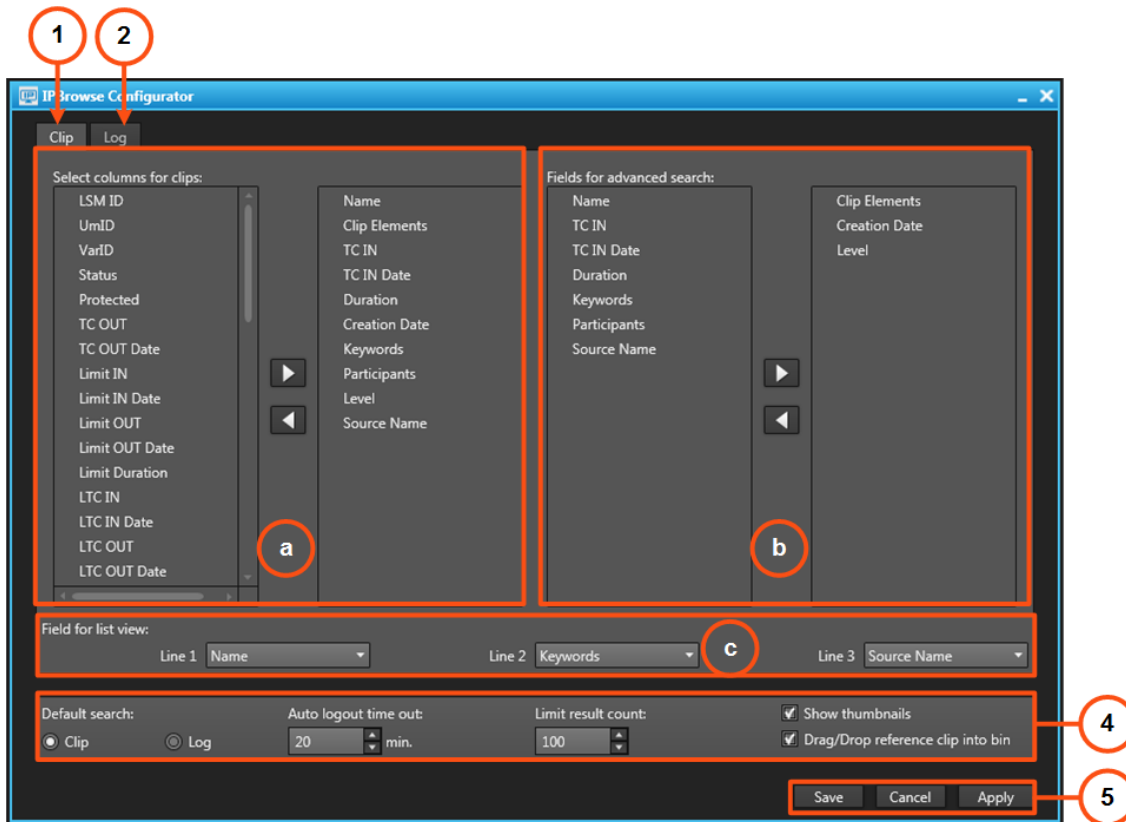 1
2
IPBrowse Configurator
Clip
Log
Select columns for clips:
LSM ID
UmID
VarID
Status
Protected
TC OUT
TC OUT Date
Limit IN
Limit IN Date
Limit OUT
Limit OUT Date
Limit Duration
LTC IN
LTC IN Date
LTC OUT
LTC OUT Date
Name
Clip Elements
TC IN
TC IN Date
Duration
Creation Date
Keywords
Participants
Level
Source Name
a
Fields for advanced search:
Name
TC IN
TC IN Date
Duration
Keywords
Participants
Source Name
Clip Elements
Creation Date
Level
b
Field for list view:
Line 1 Name
Line 2 Keywords
c
Line 3 Source Name
Default search:
Clip
Log
Auto logout time out:
20 min.
Limit result count:
100
Show thumbnails
Drag/Drop reference clip into bin
4
Save
Cancel
Apply
5